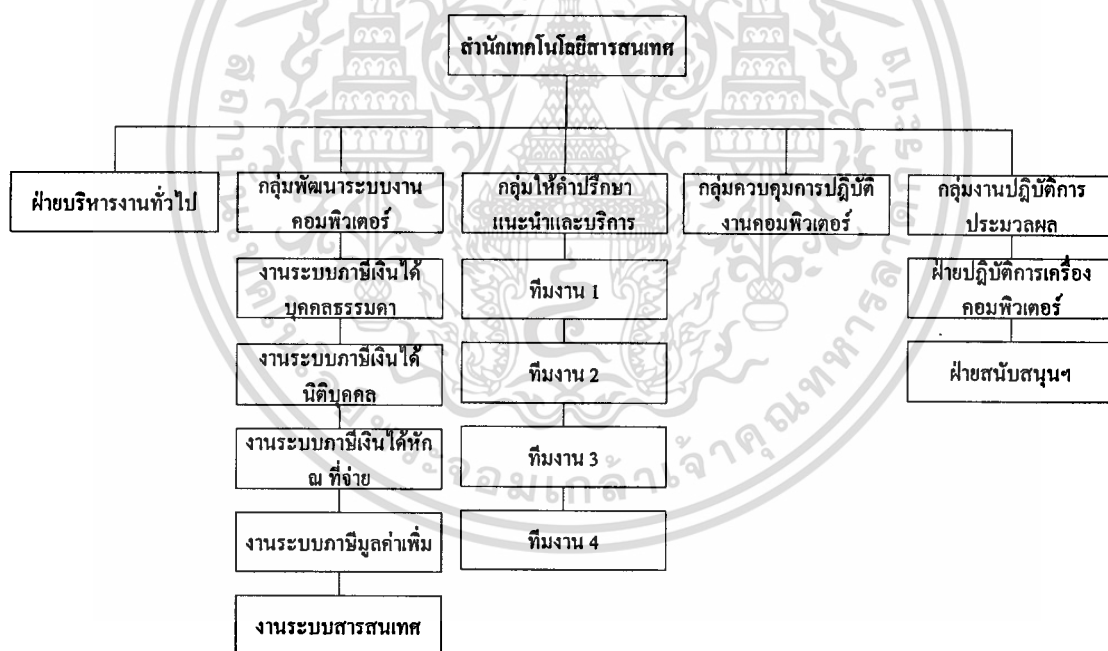 สำนักเทคโนโลยีสารสนเทศ
ฝ่ายบริหารงานทั่วไป
กลุ่มพัฒนาระบบงาน
คอมพิวเตอร์
กลุ่มให้คำปรึกษา
แนะนำและบริการ
กลุ่มควบคุมการปฏิบัติ
งานคอมพิวเตอร์
กลุ่มงานปฏิบัติการ
ประมวลผล
งานระบบภาษีเงินได้
บุคคลธรรมดา
งานระบบภาษีเงินได้
นิติบุคคล
งานระบบภาษีเงินได้หัก
ณ ที่จ่าย
งานระบบภาษีมูลค่าเพิ่ม
งานระบบสารสนเทศ
ทีมงาน 1
ทีมงาน 2
ทีมงาน 3
ทีมงาน 4
ฝ่ายปฏิบัติการเครื่อง
คอมพิวเตอร์
ฝ่ายสนับสนุนฯ